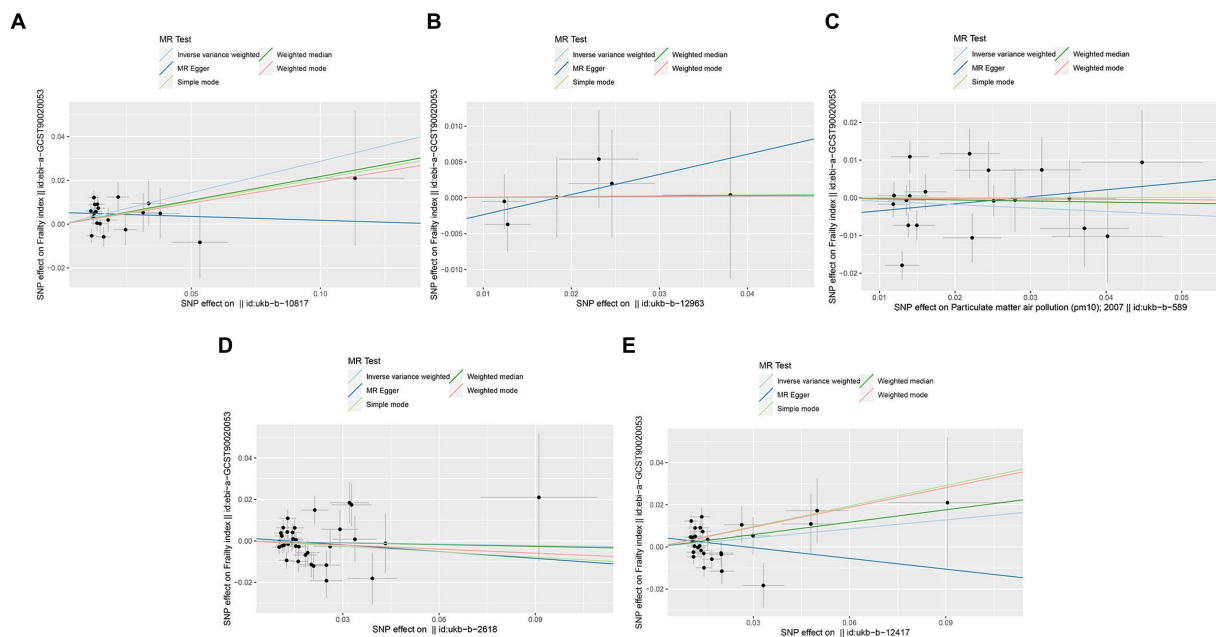 A
MR Test
Inverse variance weighted
Weighted median
MR Egger
Weighted mode
Simple mode
SNP effect on Frailty index || id:ebi-a-GCST90020053
0.04
0.02
0.00
-0.02
0.05
0.10
SNP effect on || id:ukb-b-10817
B
MR Test
Inverse variance weighted
Weighted median
MR Egger
Weighted mode
Simple mode
SNP effect on Frailty index || id:ebi-a-GCST90020053
0.010
0.005
0.000
-0.005
-0.010
0.01
0.02
0.03
0.04
SNP effect on || id:ukb-b-12963
C
MR Test
Inverse variance weighted
Weighted median
MR Egger
Weighted mode
Simple mode
SNP effect on Frailty index || id:ebi-a-GCST90020053
0.02
0.01
0.00
-0.01
-0.02
0.01
0.02
0.03
0.04
0.05
SNP effect on Particulate matter air pollution (pm10); 2007 || id:ukb-b-589
D
MR Test
Inverse variance weighted
Weighted median
MR Egger
Weighted mode
Simple mode
SNP effect on Frailty index || id:ebi-a-GCST90020053
0.04
0.02
0.00
-0.02
0.03
0.06
0.09
SNP effect on || id:ukb-b-2618
E
MR Test
Inverse variance weighted
Weighted median
MR Egger
Weighted mode
Simple mode
SNP effect on Frailty index || id:ebi-a-GCST90020053
0.04
0.02
0.00
-0.02
0.03
0.06
0.09
SNP effect on || id:ukb-b-12417